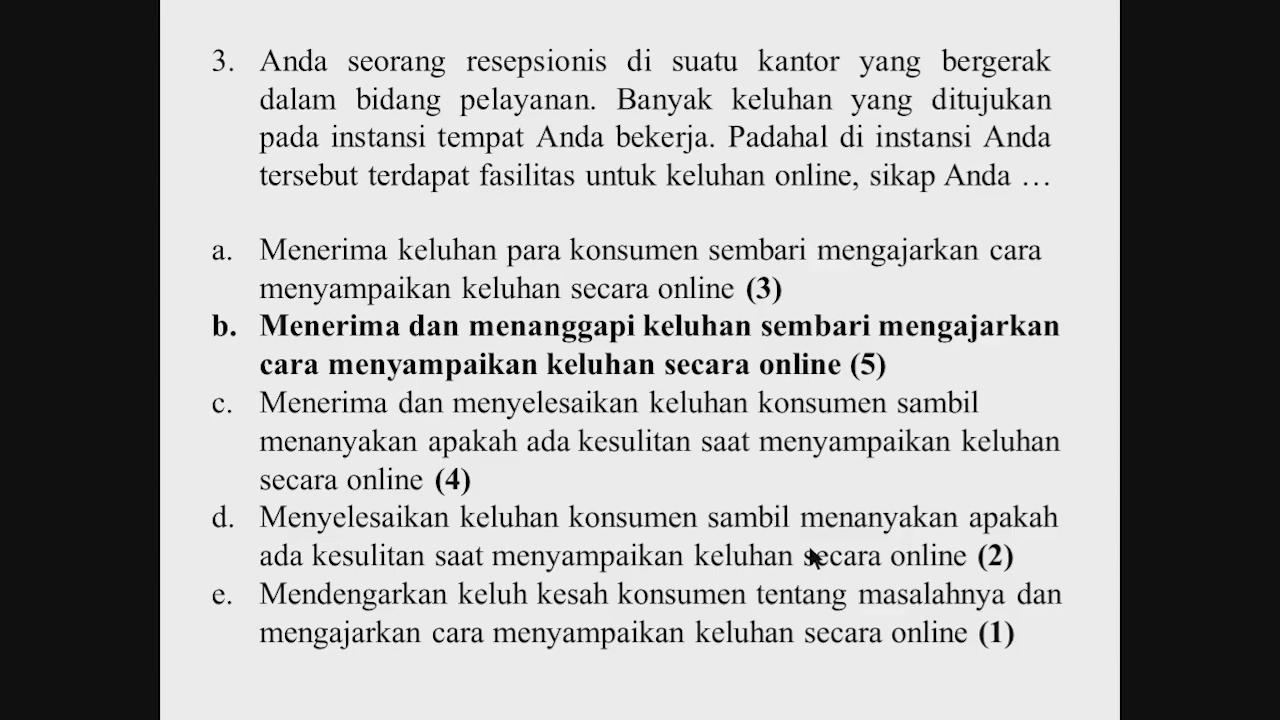 3. Anda seorang resepsionis di suatu kantor yang bergerak
dalam bidang pelayanan. Banyak keluhan yang ditujukan
pada instansi tempat Anda bekerja. Padahal di instansi Anda
tersebut terdapat fasilitas untuk keluhan online, sikap Anda …
a. Menerima keluhan para konsumen sembari mengajarkan cara
menyampaikan keluhan secara online (3)
b. Menerima dan menanggapi keluhan sembari mengajarkan
cara menyampaikan keluhan secara online (5)
c. Menerima dan menyelesaikan keluhan konsumen sambil
menanyakan apakah ada kesulitan saat menyampaikan keluhan
secara online (4)
d. Menyelesaikan keluhan konsumen sambil menanyakan apakah
ada kesulitan saat menyampaikan keluhan secara online (2)
e. Mendengarkan keluh kesah konsumen tentang masalahnya dan
mengajarkan cara menyampaikan keluhan secara online (1)